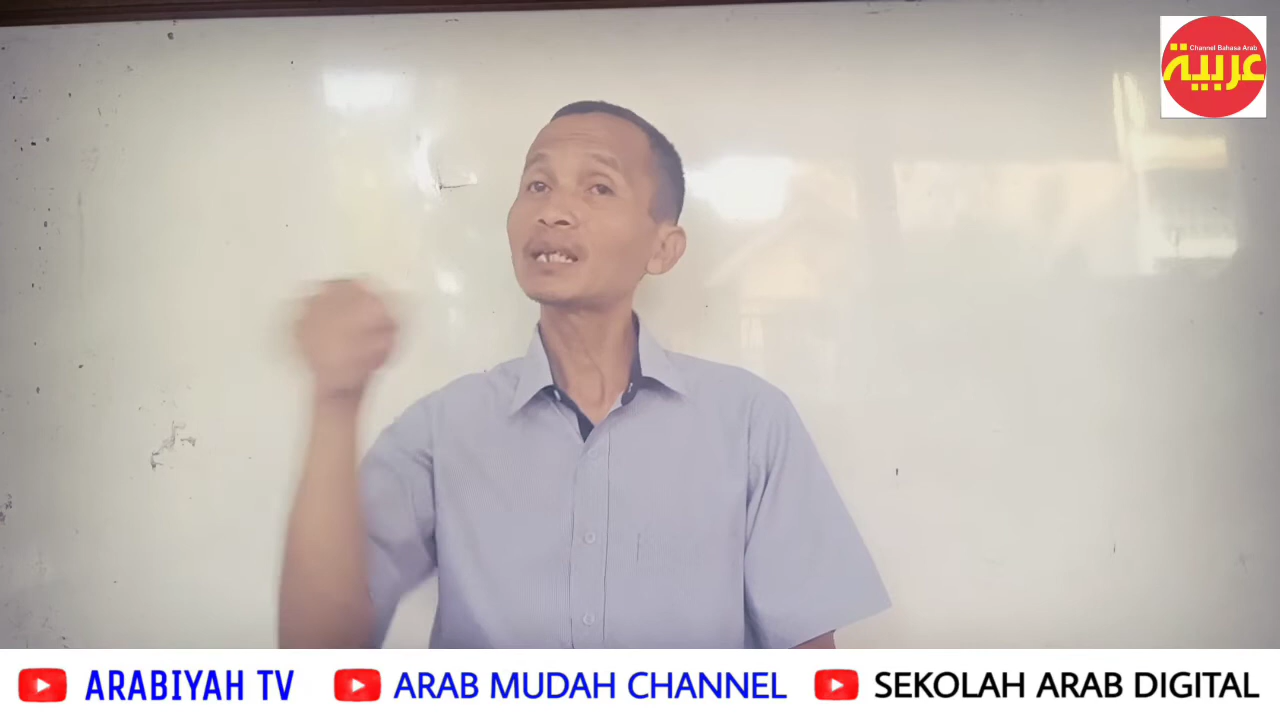 Channel Bahasa Arab
عربية
ARABIYAH TV
ARAB MUDAH CHANNEL
SEKOLAH ARAB DIGITAL